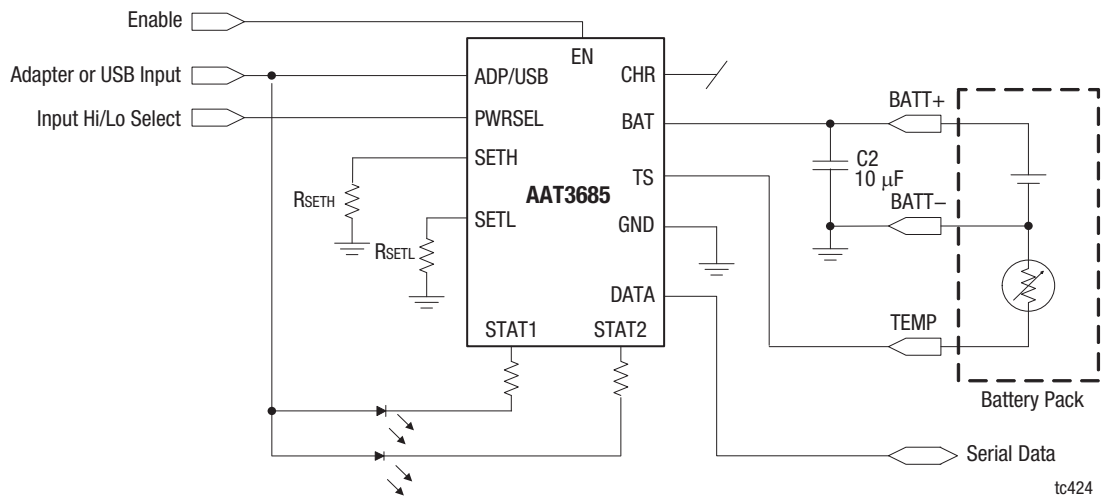 Enable
EN
Adapter or USB Input
ADP/USB
CHR
Input Hi/Lo Select
PWRSEL
BAT
BATT+
SETH
C2
10 μF
RSETH
AAT3685
TS
BATT–
SETL
GND
RSETL
DATA
TEMP
STAT1
STAT2
Battery Pack
Serial Data
tc424